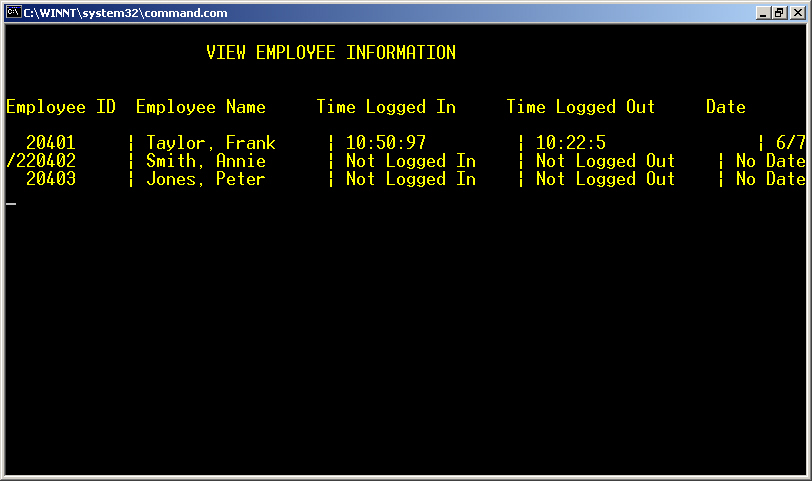 C:\WINNT\system32\command.com
VIEW EMPLOYEE INFORMATION
Employee ID  Employee Name     Time Logged In     Time Logged Out     Date
20401     ¦ Taylor, Frank     ¦ 10:50:97         ¦ 10:22:5               ¦ 6/7
/220402     ¦ Smith, Annie      ¦ Not Logged In    ¦ Not Logged Out    ¦ No Date
20403     ¦ Jones, Peter      ¦ Not Logged In    ¦ Not Logged Out    ¦ No Date